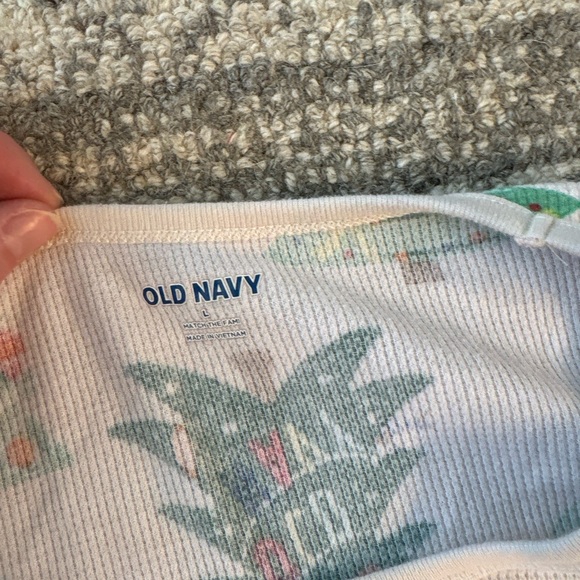 OLD NAVY
L
MATCH THE FAM!
MADE IN VIETNAM